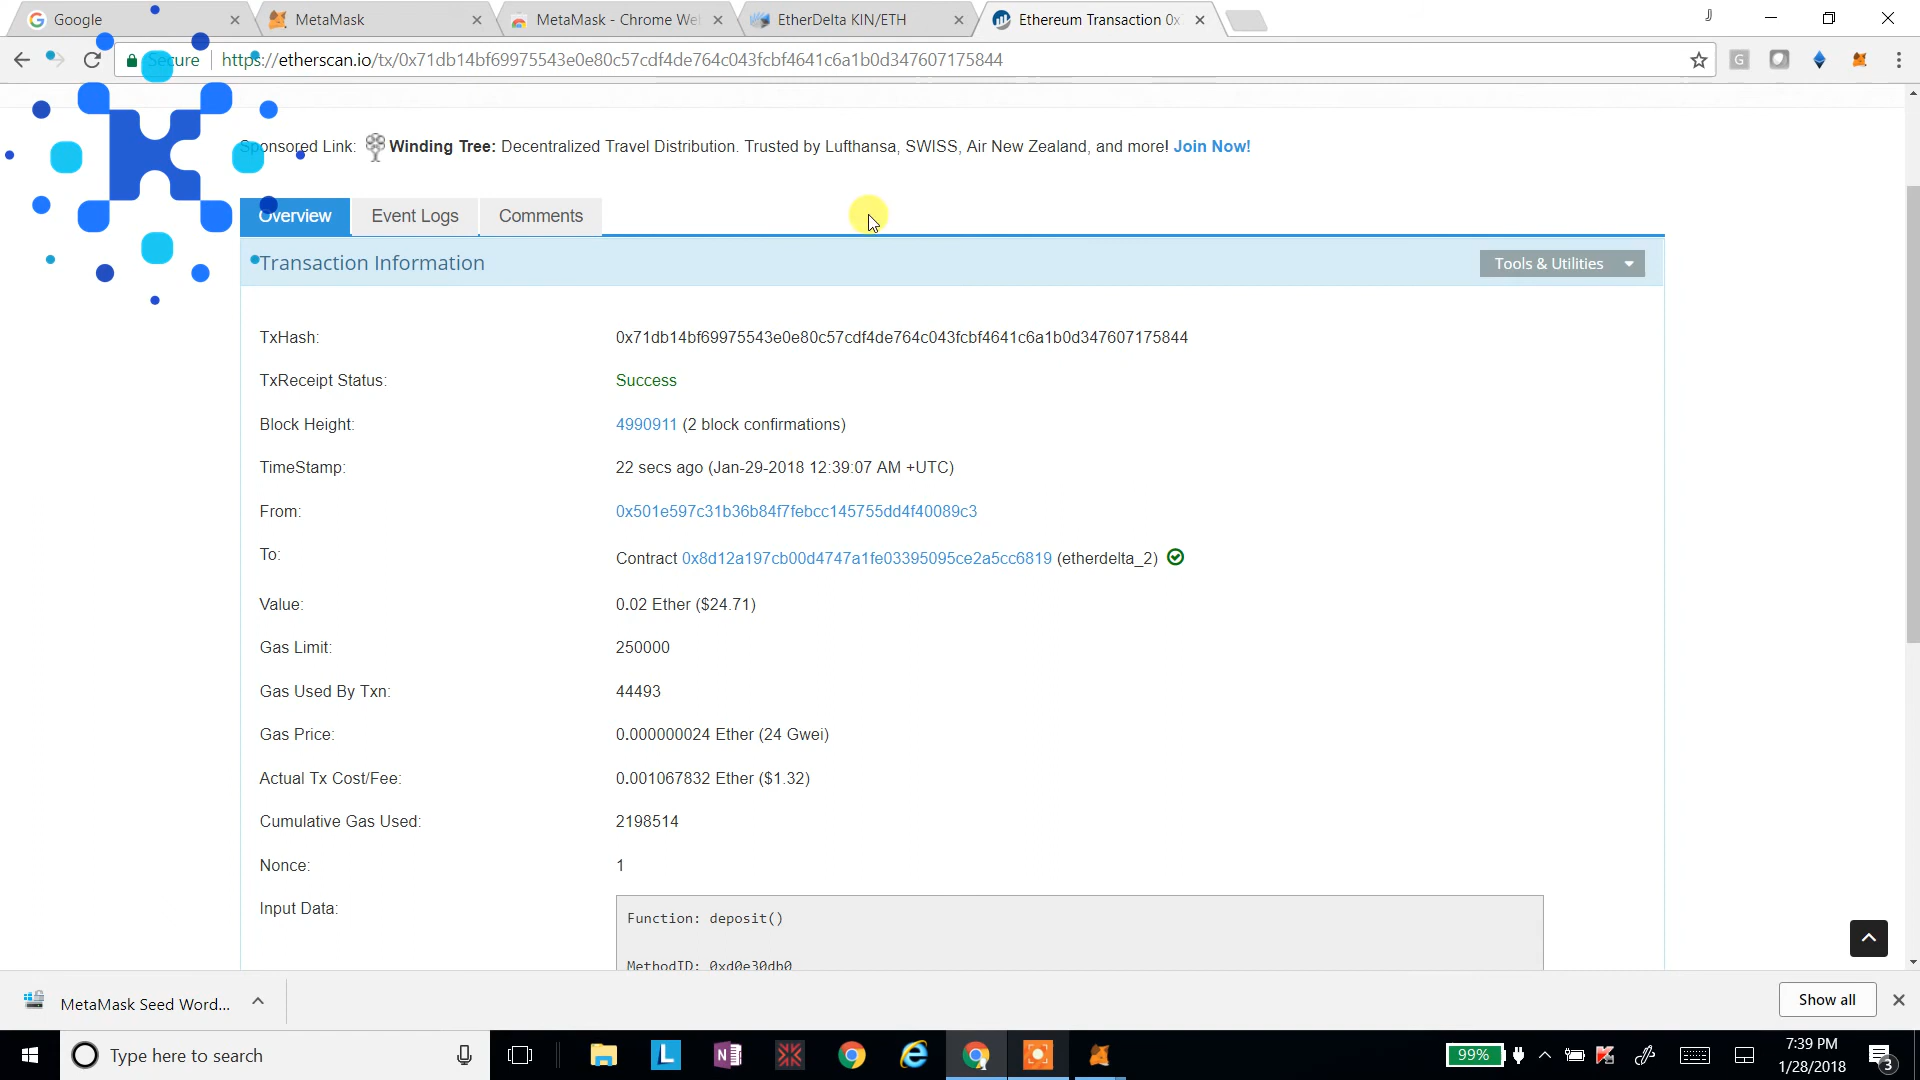 Google
MetaMask
MetaMask - Chrome We
EtherDelta KIN/ETH
Ethereum Transaction 0x
https://etherscan.io/tx/0x71db14bf69975543e0e80c57cdf4de764c043fcbf4641c6a1b0d347607175844
Sponsored Link: Winding Tree: Decentralized Travel Distribution. Trusted by Lufthansa, SWISS, Air New Zealand, and more! Join Now!
Overview
Event Logs
Comments
Transaction Information
Tools & Utilities
TxHash:
0x71db14bf69975543e0e80c57cdf4de764c043fcbf4641c6a1b0d347607175844
TxReceipt Status:
Success
Block Height:
4990911 (2 block confirmations)
TimeStamp:
22 secs ago (Jan-29-2018 12:39:07 AM +UTC)
From:
0x501e597c31b36b84f7febcc145755dd4f40089c3
To:
Contract 0x8d12a197cb00d4747a1fe03395095ce2a5cc6819 (etherdelta_2)
Value:
0.02 Ether ($24.71)
Gas Limit:
250000
Gas Used By Txn:
44493
Gas Price:
0.000000024 Ether (24 Gwei)
Actual Tx Cost/Fee:
0.001067832 Ether ($1.32)
Cumulative Gas Used:
2198514
Nonce:
1
Input Data:
Function: deposit()
MethodID: 0xd0e30db0
MetaMask Seed Word...
Show all
Type here to search
99%
7:39 PM
1/28/2018
3